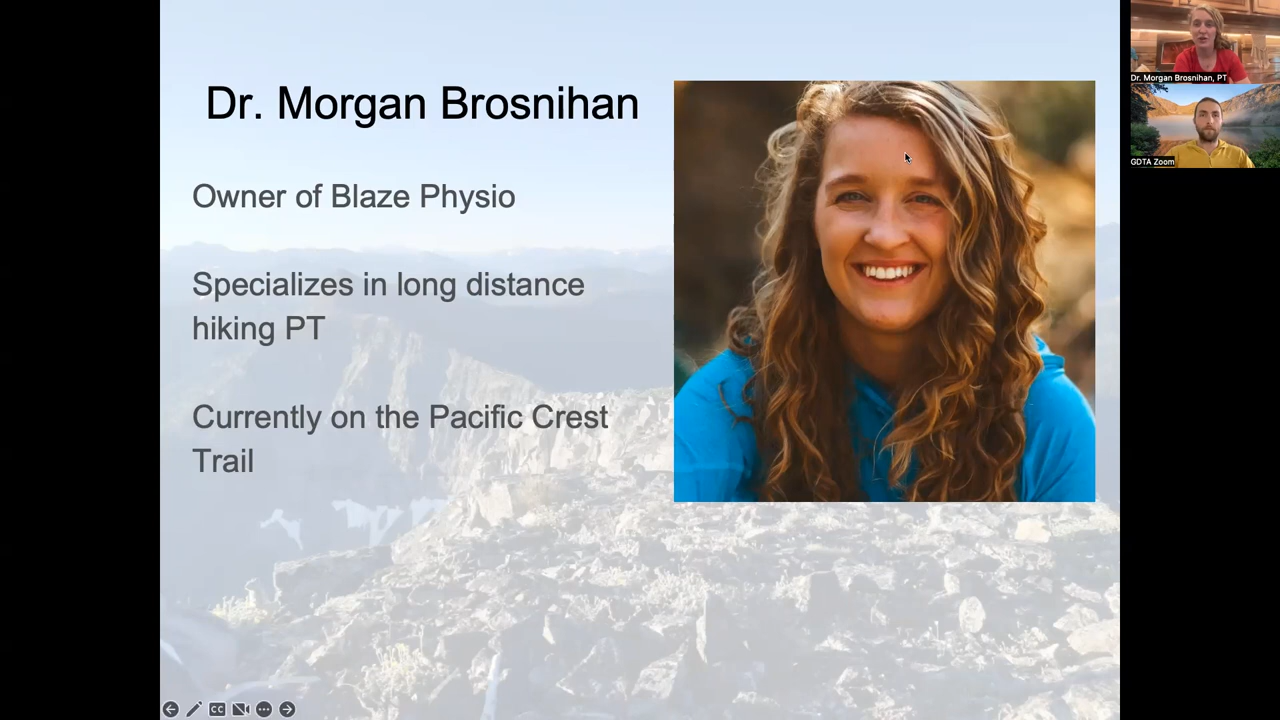 Dr. Morgan Brosnihan
Owner of Blaze Physio
Specializes in long distance
hiking PT
Currently on the Pacific Crest
Trail
Dr. Morgan Brosnihan, PT
GDTA Zoom
CC